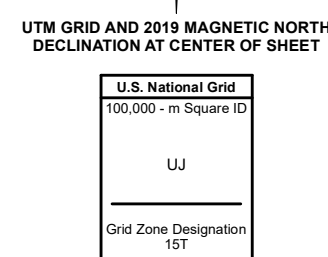 UTM GRID AND 2019 MAGNETIC NORTH
DECLINATION AT CENTER OF SHEET
U.S. National Grid
100,000 - m Square ID
UJ
Grid Zone Designation
15T